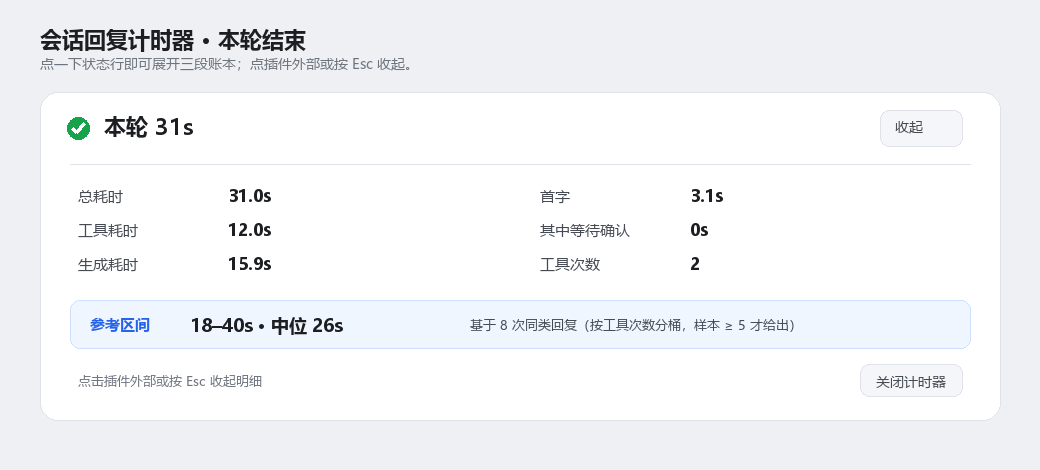 会话回复计时器 • 本轮结束
点一下状态行即可展开三段账本；点插件外部或按 Esc 收起。
本轮 31s
收起
总耗时 31.0s 首字 3.1s
工具耗时 12.0s 其中等待确认 0s
生成耗时 15.9s 工具次数 2
参考区间 18–40s • 中位 26s 基于 8 次同类回复（按工具次数分桶，样本 ≥ 5 才给出）
点击插件外部或按 Esc 收起明细
关闭计时器